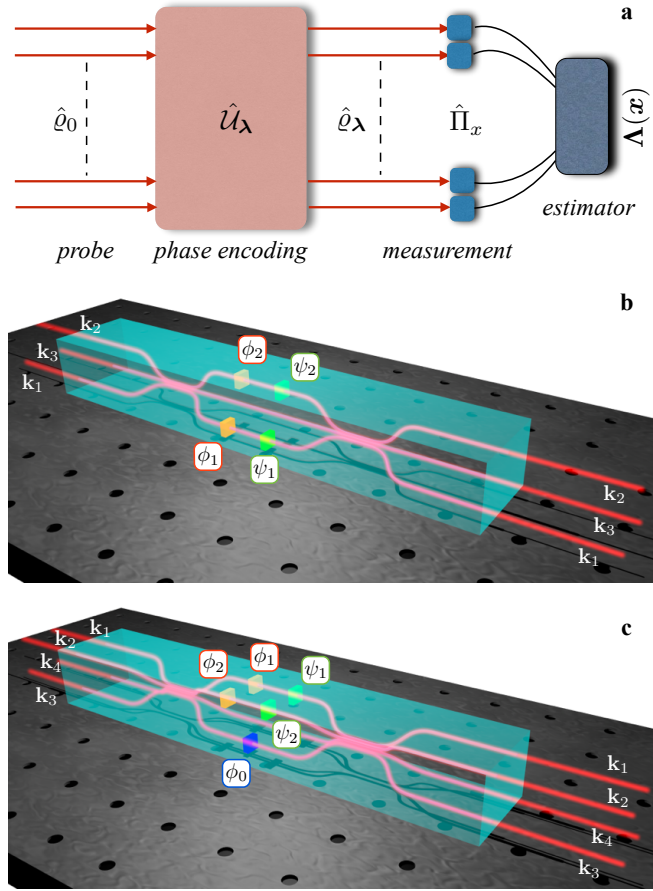 a
ϱ̂₀
𝒰̂_λ
ϱ̂_λ
Π̂ₓ
Λ(x)
probe
phase encoding
measurement
estimator
b
k₂
k₃
k₁
ϕ₂
ψ₂
ϕ₁
ψ₁
k₂
k₃
k₁
c
k₁
k₂
k₄
k₃
ϕ₂
ϕ₁
ψ₁
ψ₂
ϕ₀
k₁
k₂
k₄
k₃